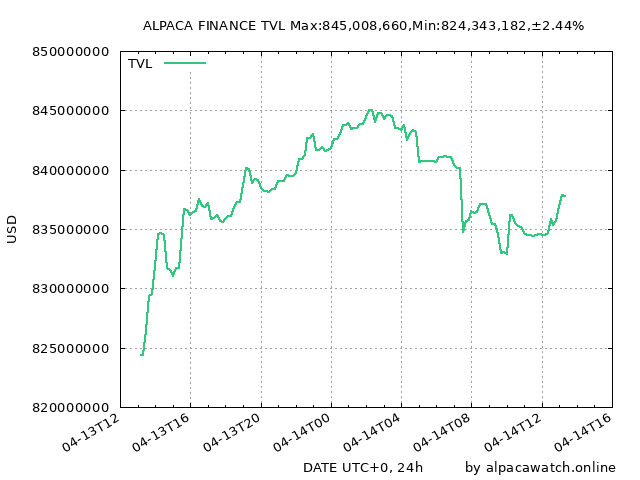 ALPACA FINANCE TVL Max:845,008,660,Min:824,343,182,±2.44%
850000000
TVL
845000000
840000000
835000000
USD
830000000
825000000
820000000
04-13T12 04-13T16 04-13T20 04-14T00 04-14T04 04-14T08 04-14T12 04-14T16
DATE UTC+0, 24h by alpacawatch.online